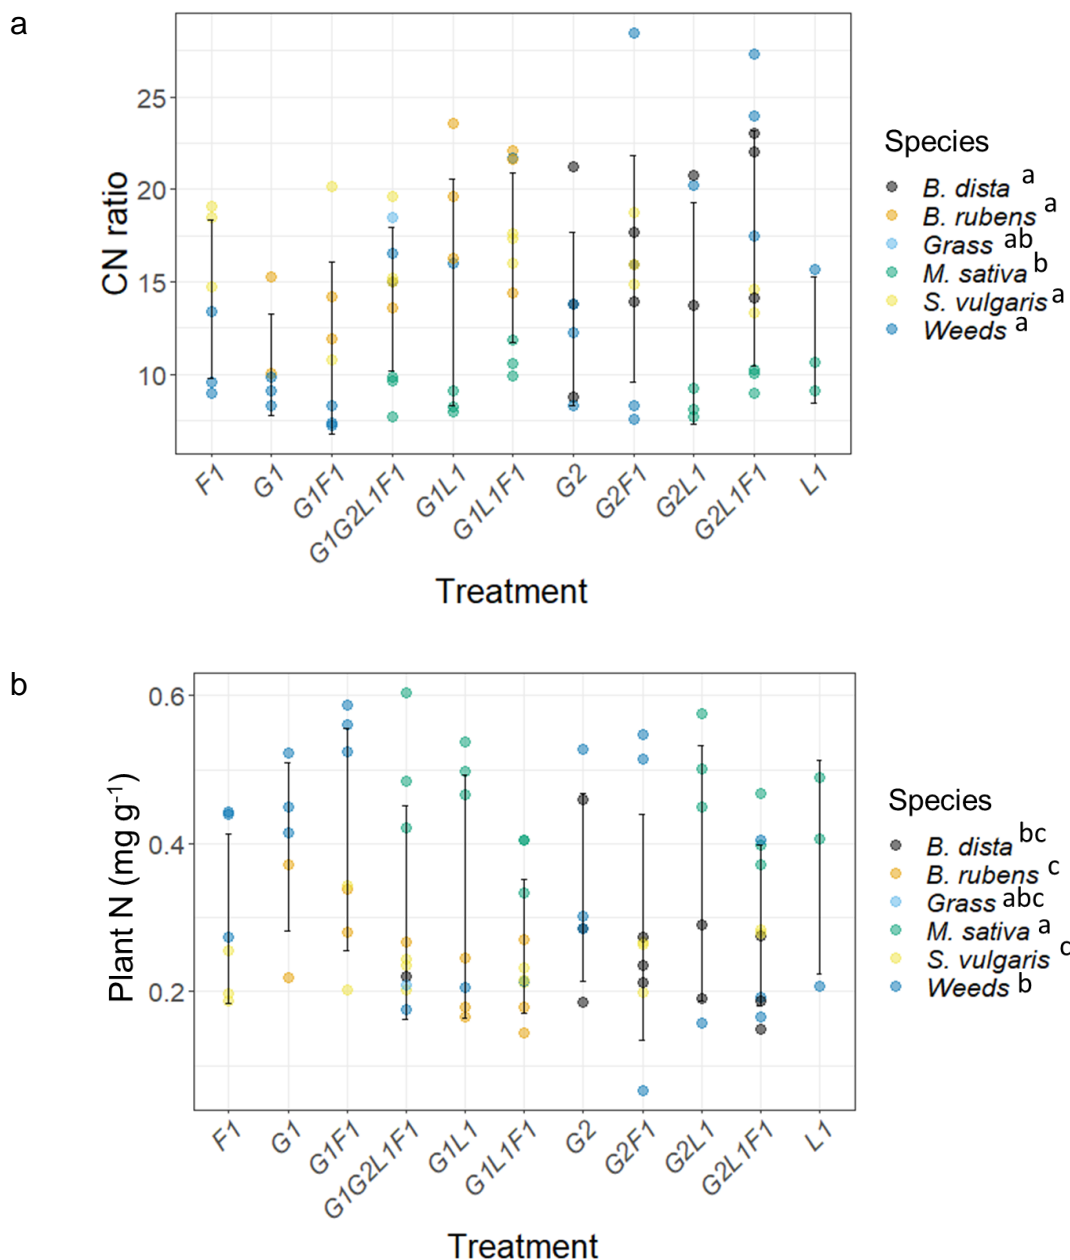 a
CN ratio
25
20
15
10
F1 G1 G1F1 G1G2L1F1 G1L1 G1L1F1 G2 G2F1 G2L1 G2L1F1 L1
Treatment
Species
B. dista a
B. rubens a
Grass ab
M. sativa b
S. vulgaris a
Weeds a
b
Plant N (mg g-1)
0.6
0.4
0.2
F1 G1 G1F1 G1G2L1F1 G1L1 G1L1F1 G2 G2F1 G2L1 G2L1F1 L1
Treatment
Species
B. dista bc
B. rubens c
Grass abc
M. sativa a
S. vulgaris c
Weeds b